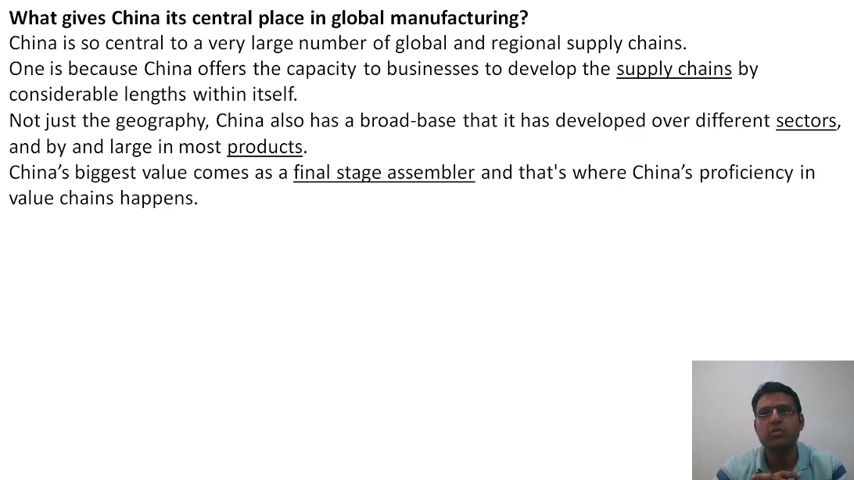 What gives China its central place in global manufacturing?
China is so central to a very large number of global and regional supply chains.
One is because China offers the capacity to businesses to develop the supply chains by
considerable lengths within itself.
Not just the geography, China also has a broad-base that it has developed over different sectors,
and by and large in most products.
China’s biggest value comes as a final stage assembler and that's where China’s proficiency in
value chains happens.